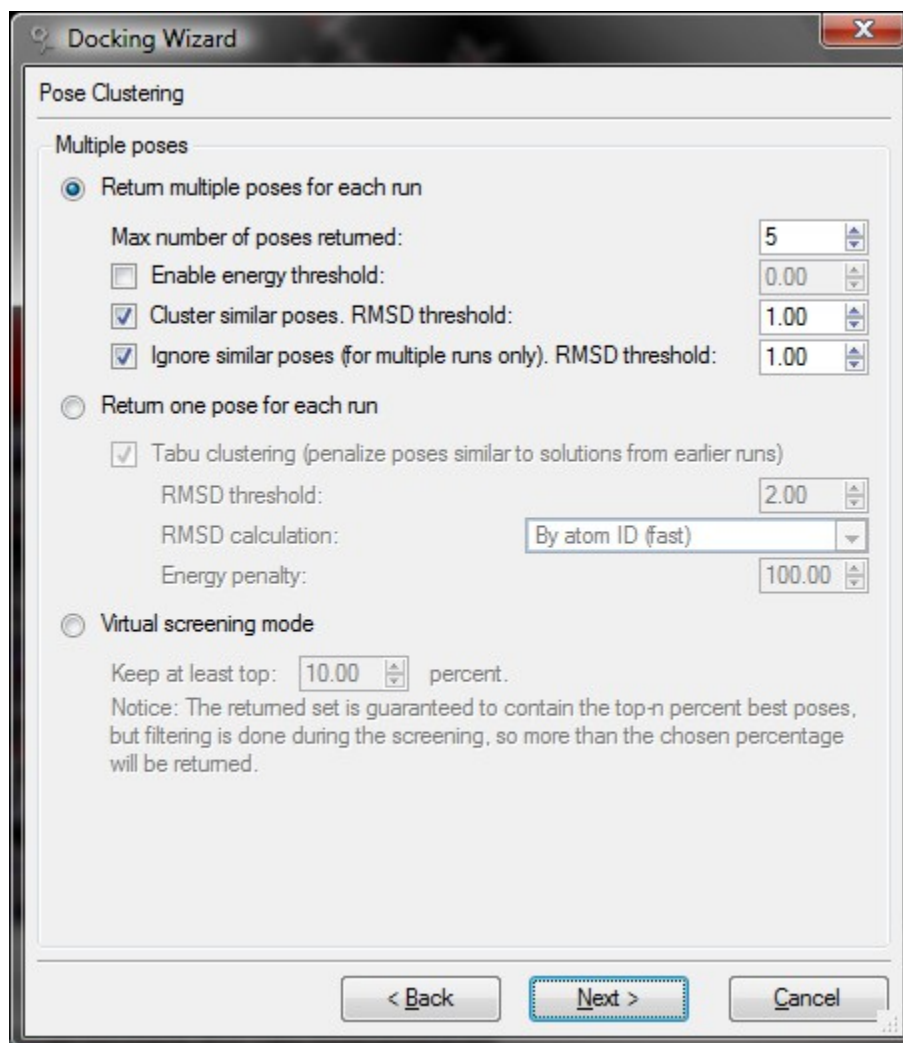 Docking Wizard
Pose Clustering
Multiple poses
Return multiple poses for each run
Max number of poses returned: 5
Enable energy threshold: 0.00
Cluster similar poses. RMSD threshold: 1.00
Ignore similar poses (for multiple runs only). RMSD threshold: 1.00
Return one pose for each run
Tabu clustering (penalize poses similar to solutions from earlier runs)
RMSD threshold: 2.00
RMSD calculation: By atom ID (fast)
Energy penalty: 100.00
Virtual screening mode
Keep at least top: 10.00 percent.
Notice: The returned set is guaranteed to contain the top-n percent best poses,
but filtering is done during the screening, so more than the chosen percentage
will be returned.
< Back Next > Cancel